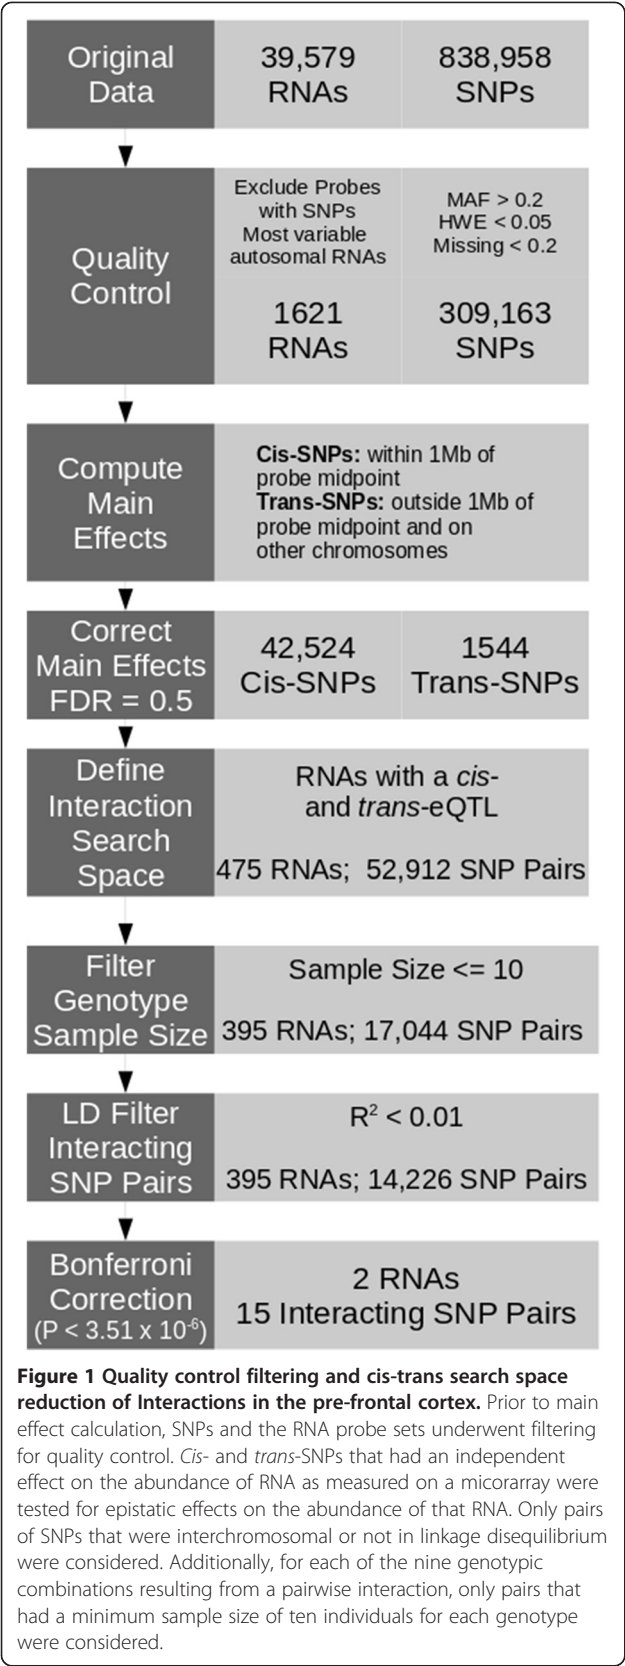 Original
Data
39,579
RNAs
838,958
SNPs
Quality
Control
Exclude Probes
with SNPs
Most variable
autosomal RNAs
1621
RNAs
MAF > 0.2
HWE < 0.05
Missing < 0.2
309,163
SNPs
Compute
Main
Effects
Cis-SNPs: within 1Mb of
probe midpoint
Trans-SNPs: outside 1Mb of
probe midpoint and on
other chromosomes
Correct
Main Effects
FDR = 0.5
42,524
Cis-SNPs
1544
Trans-SNPs
Define
Interaction
Search
Space
RNAs with a cis-
and trans-eQTL
475 RNAs; 52,912 SNP Pairs
Filter
Genotype
Sample Size
Sample Size <= 10
395 RNAs; 17,044 SNP Pairs
LD Filter
Interacting
SNP Pairs
R² < 0.01
395 RNAs; 14,226 SNP Pairs
Bonferroni
Correction
(P < 3.51 x 10⁻⁶)
2 RNAs
15 Interacting SNP Pairs
Figure 1 Quality control filtering and cis-trans search space
reduction of Interactions in the pre-frontal cortex. Prior to main
effect calculation, SNPs and the RNA probe sets underwent filtering
for quality control. Cis- and trans-SNPs that had an independent
effect on the abundance of RNA as measured on a micorarray were
tested for epistatic effects on the abundance of that RNA. Only pairs
of SNPs that were interchromosomal or not in linkage disequilibrium
were considered. Additionally, for each of the nine genotypic
combinations resulting from a pairwise interaction, only pairs that
had a minimum sample size of ten individuals for each genotype
were considered.